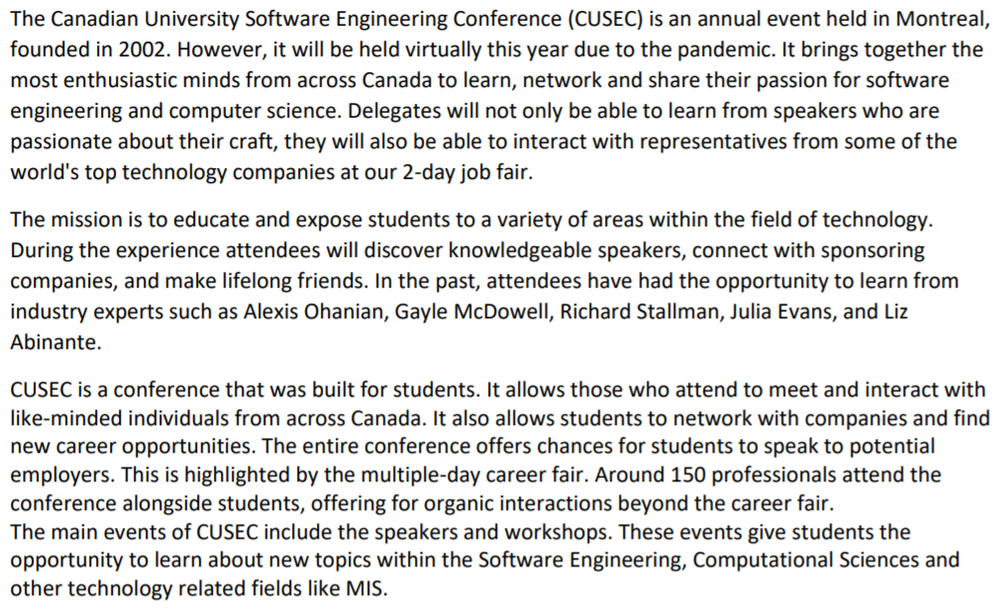 The Canadian University Software Engineering Conference (CUSEC) is an annual event held in Montreal,
founded in 2002. However, it will be held virtually this year due to the pandemic. It brings together the
most enthusiastic minds from across Canada to learn, network and share their passion for software
engineering and computer science. Delegates will not only be able to learn from speakers who are
passionate about their craft, they will also be able to interact with representatives from some of the
world's top technology companies at our 2-day job fair.
The mission is to educate and expose students to a variety of areas within the field of technology.
During the experience attendees will discover knowledgeable speakers, connect with sponsoring
companies, and make lifelong friends. In the past, attendees have had the opportunity to learn from
industry experts such as Alexis Ohanian, Gayle McDowell, Richard Stallman, Julia Evans, and Liz
Abinante.
CUSEC is a conference that was built for students. It allows those who attend to meet and interact with
like-minded individuals from across Canada. It also allows students to network with companies and find
new career opportunities. The entire conference offers chances for students to speak to potential
employers. This is highlighted by the multiple-day career fair. Around 150 professionals attend the
conference alongside students, offering for organic interactions beyond the career fair.
The main events of CUSEC include the speakers and workshops. These events give students the
opportunity to learn about new topics within the Software Engineering, Computational Sciences and
other technology related fields like MIS.